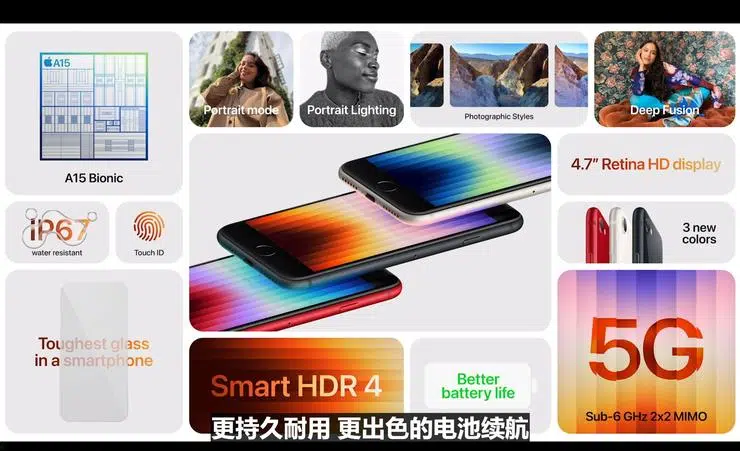 A15
A15 Bionic
Portrait mode
Portrait Lighting
Photographic Styles
Deep Fusion
4.7” Retina HD display
IP67
water resistant
Touch ID
3 new
colors
Toughest glass
in a smartphone
5G
Sub-6 GHz 2x2 MIMO
Smart HDR 4
Better
battery life
更持久耐用 更出色的电池续航